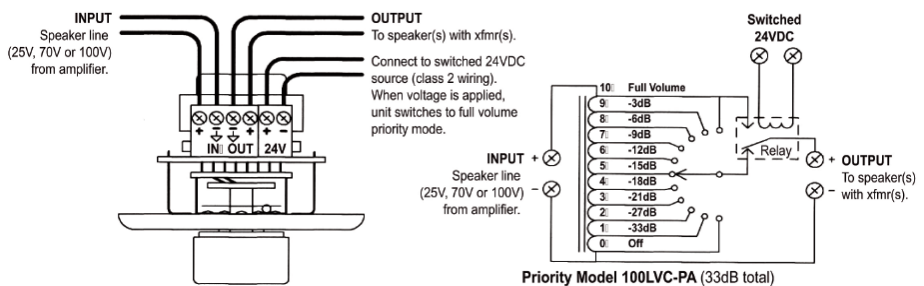 INPUT
Speaker line
(25V, 70V or 100V)
from amplifier.
OUTPUT
To speaker(s) with xfmr(s).
Connect to switched 24VDC
source (class 2 wiring).
When voltage is applied,
unit switches to full volume
priority mode.
+ - - + + -
IN OUT 24V
Switched
24VDC
10 Full Volume
9 -3dB
8 -6dB
7 -9dB
6 -12dB
5 -15dB
4 -18dB
3 -21dB
2 -27dB
1 -33dB
0 Off
Relay
INPUT +
Speaker line
(25V, 70V or 100V) -
from amplifier.
+ OUTPUT
To speaker(s)
- with xfmr(s).
Priority Model 100LVC-PA (33dB total)